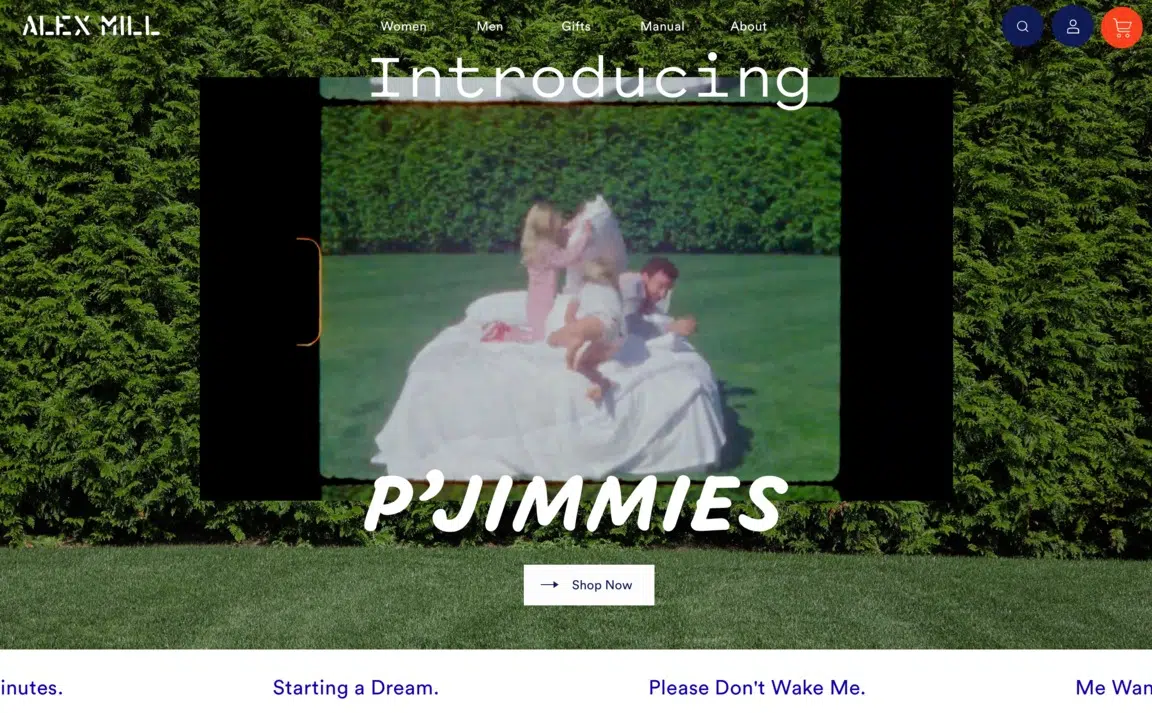 ALEX MILL
Women
Men
Gifts
Manual
About
Introducing
P’JIMMIES
Shop Now
inutes.
Starting a Dream.
Please Don't Wake Me.
Me Wan